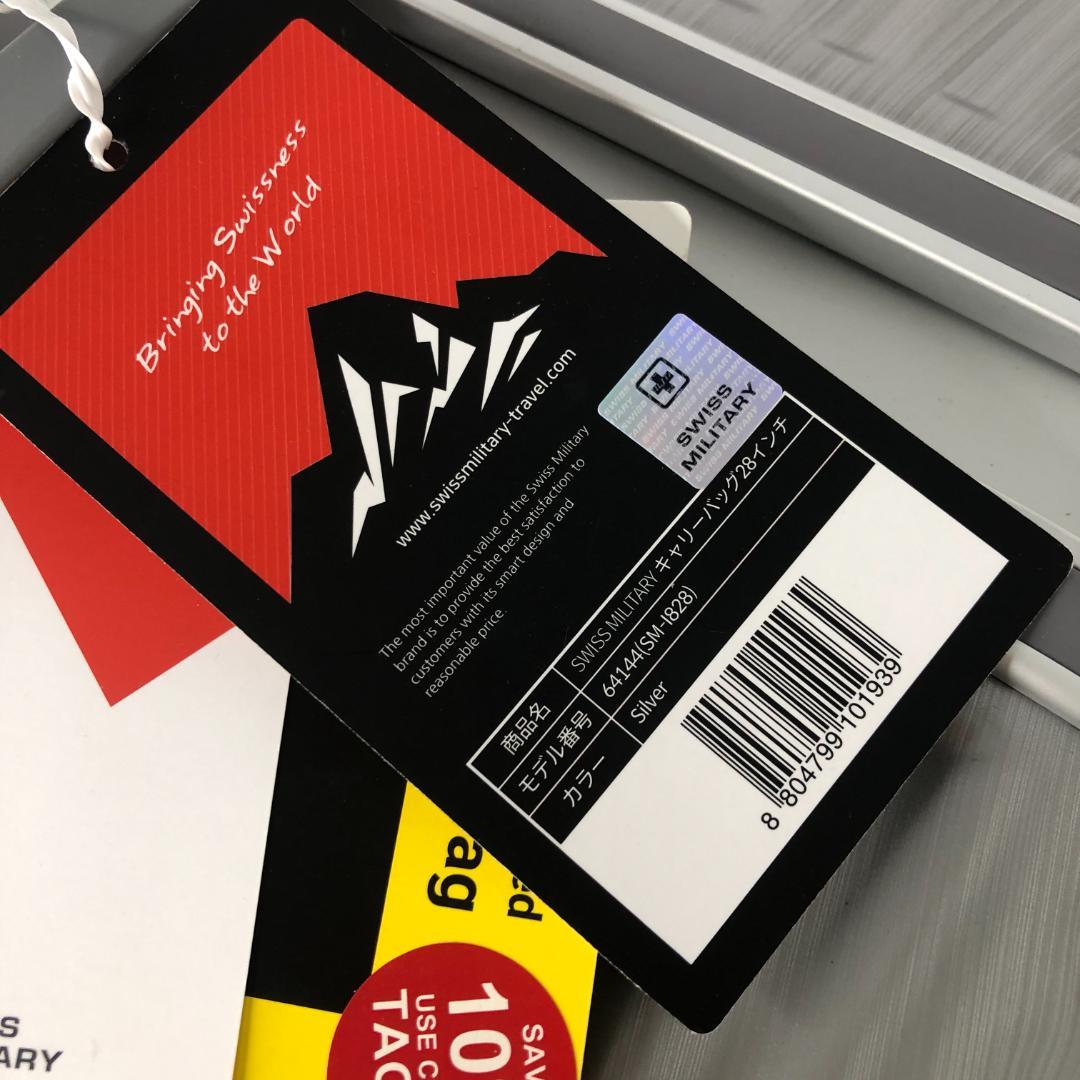 Bringing Swissness
to the World
www.swissmilitary-travel.com
The most important value of the Swiss Military
brand is to provide the best satisfaction to
customers with its smart design and
reasonable price.
SWISS
MILITARY
商品名 SWISS MILITARY キャリーバッグ28インチ
モデル番号 64144(SM-I828)
カラー Silver
8 804799 101939
ag
ad
SAV
10
USE C
TAG
S
ARY